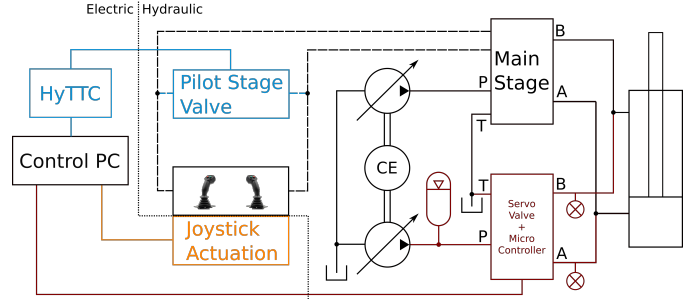 Electric
Hydraulic
HyTTC
Pilot Stage
Valve
Main
Stage
B
A
P
T
Control PC
CE
Joystick
Actuation
T
P
Servo
Valve
+
Micro
Controller
B
A